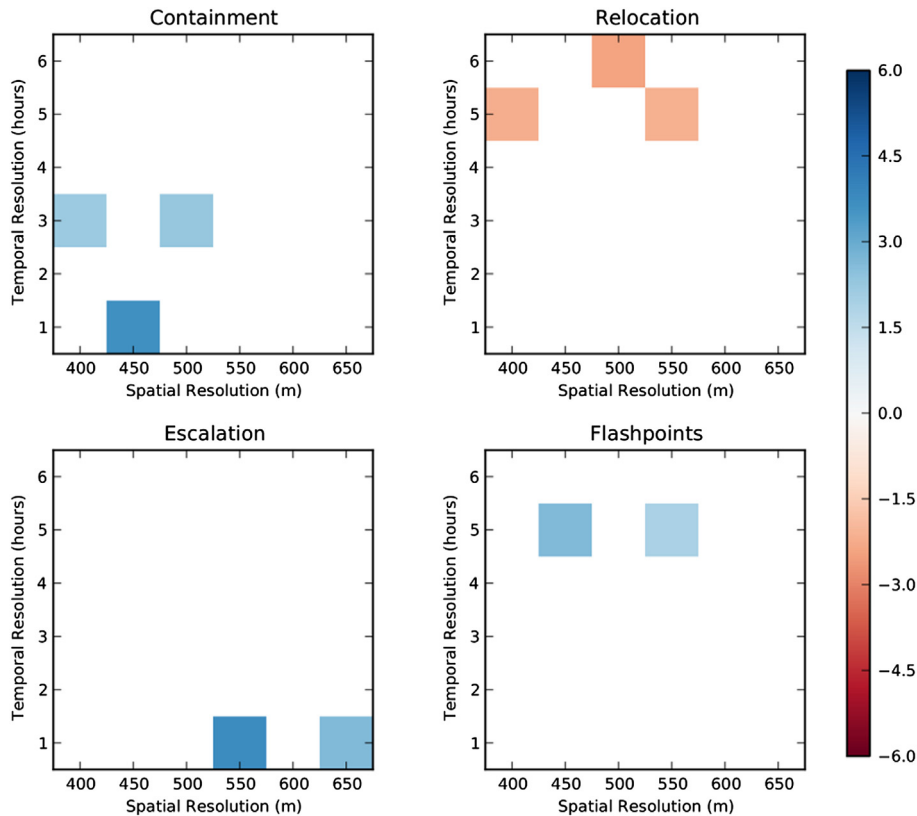 Containment
6
5
4
3
2
1
Temporal Resolution (hours)
400 450 500 550 600 650
Spatial Resolution (m)
Relocation
6
5
4
3
2
1
Temporal Resolution (hours)
400 450 500 550 600 650
Spatial Resolution (m)
Escalation
6
5
4
3
2
1
Temporal Resolution (hours)
400 450 500 550 600 650
Spatial Resolution (m)
Flashpoints
6
5
4
3
2
1
Temporal Resolution (hours)
400 450 500 550 600 650
Spatial Resolution (m)
6.0
4.5
3.0
1.5
0.0
−1.5
−3.0
−4.5
−6.0